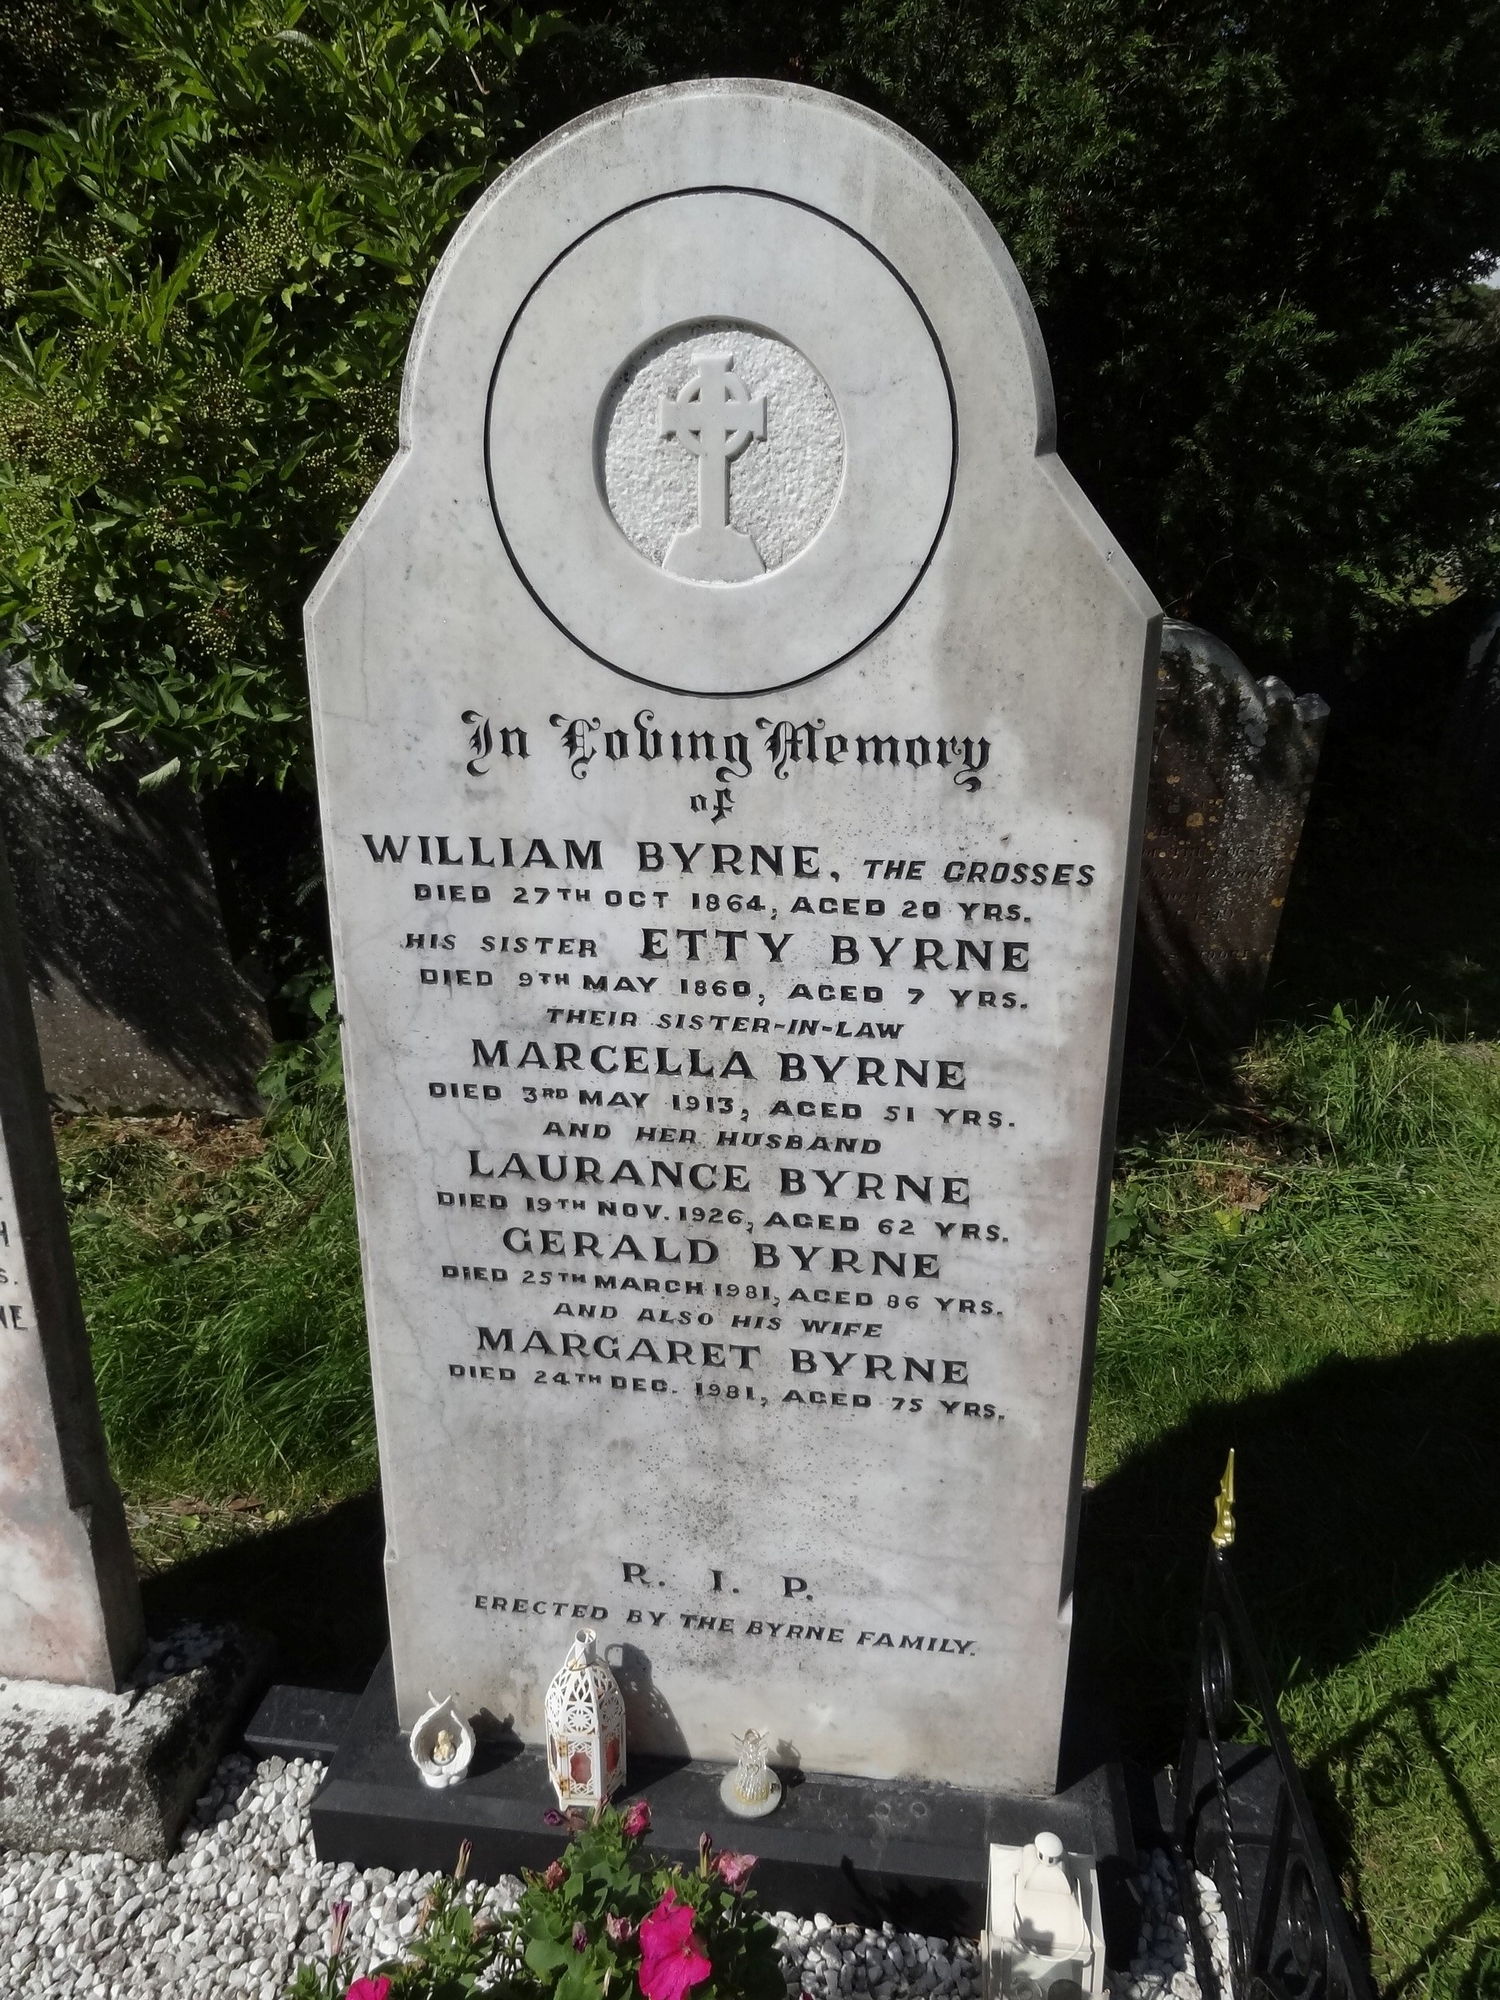 In Loving Memory
of
WILLIAM BYRNE, THE CROSSES
DIED 27TH OCT 1864, AGED 20 YRS.
HIS SISTER ETTY BYRNE
DIED 9TH MAY 1860, AGED 7 YRS.
THEIR SISTER-IN-LAW
MARCELLA BYRNE
DIED 3RD MAY 1913, AGED 51 YRS.
AND HER HUSBAND
LAURANCE BYRNE
DIED 19TH NOV. 1926, AGED 62 YRS.
GERALD BYRNE
DIED 25TH MARCH 1981, AGED 86 YRS.
AND ALSO HIS WIFE
MARGARET BYRNE
DIED 24TH DEC. 1981, AGED 75 YRS.
R. I. P.
ERECTED BY THE BYRNE FAMILY.